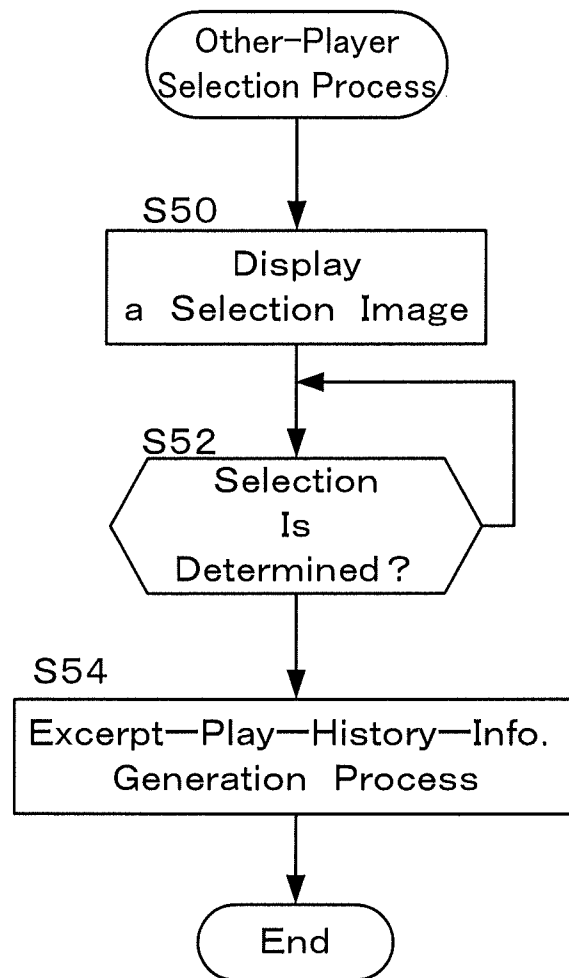 Other-Player
Selection Process
S50
Display
a Selection Image
S52
Selection
Is
Determined?
S54
Excerpt—Play—History—Info.
Generation Process
End